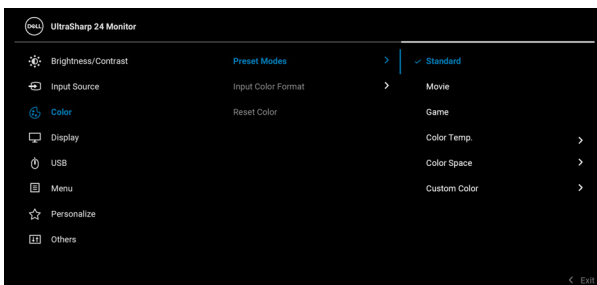 DELL UltraSharp 24 Monitor
Brightness/Contrast Preset Modes Standard
Input Source Input Color Format Movie
Color Reset Color Game
Display Color Temp.
USB Color Space
Menu Custom Color
Personalize
Others
Exit